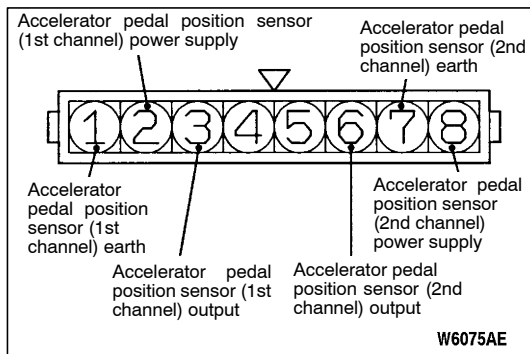 Accelerator pedal position sensor
(1st channel) power supply
Accelerator pedal
position sensor (2nd
channel) earth
1 2 3 4 5 6 7 8
Accelerator
pedal position
sensor (1st
channel) earth
Accelerator pedal
position sensor (1st
channel) output
Accelerator pedal
position sensor (2nd
channel) output
Accelerator pedal
position sensor
(2nd channel)
power supply
W6075AE